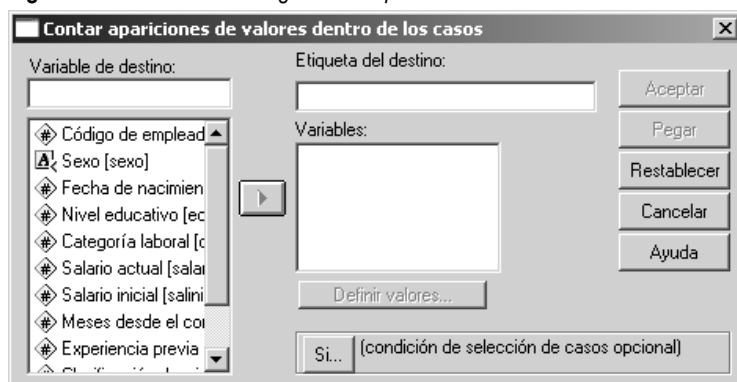 Contar apariciones de valores dentro de los casos
Variable de destino:
Etiqueta del destino:
Código de emplead
Sexo [sexo]
Fecha de nacimien
Nivel educativo [ec
Categoría laboral [c
Salario actual [salar
Salario inicial [salini
Meses desde el cor
Experiencia previa
Variables:
Definir valores...
Si...
(condición de selección de casos opcional)
Aceptar
Pegar
Restablecer
Cancelar
Ayuda